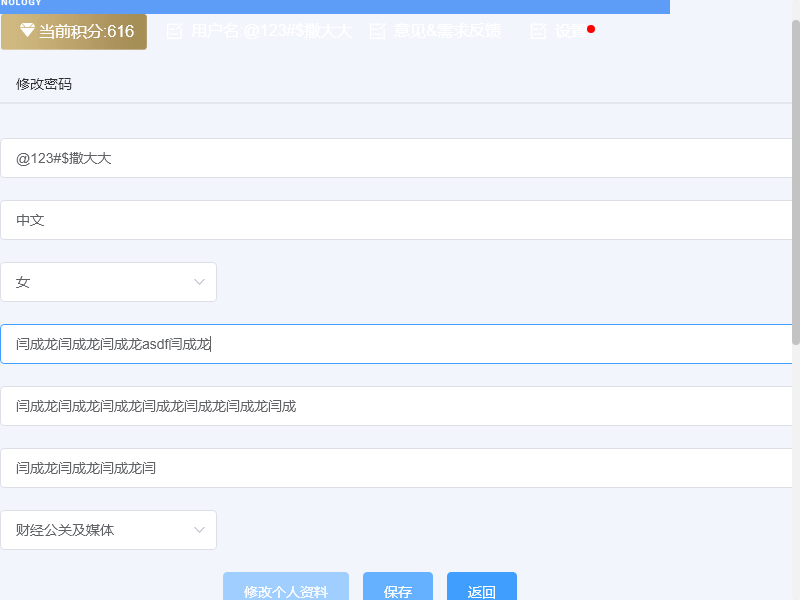 NOLOGY
当前积分:616 用户名:@123#$撒大大 意见&需求反馈 设置
修改密码
@123#$撒大大
中文
女
闫成龙闫成龙闫成龙asdf闫成龙
闫成龙闫成龙闫成龙闫成龙闫成龙闫成龙闫成
闫成龙闫成龙闫成龙闫
财经公关及媒体
修改个人资料 保存 返回